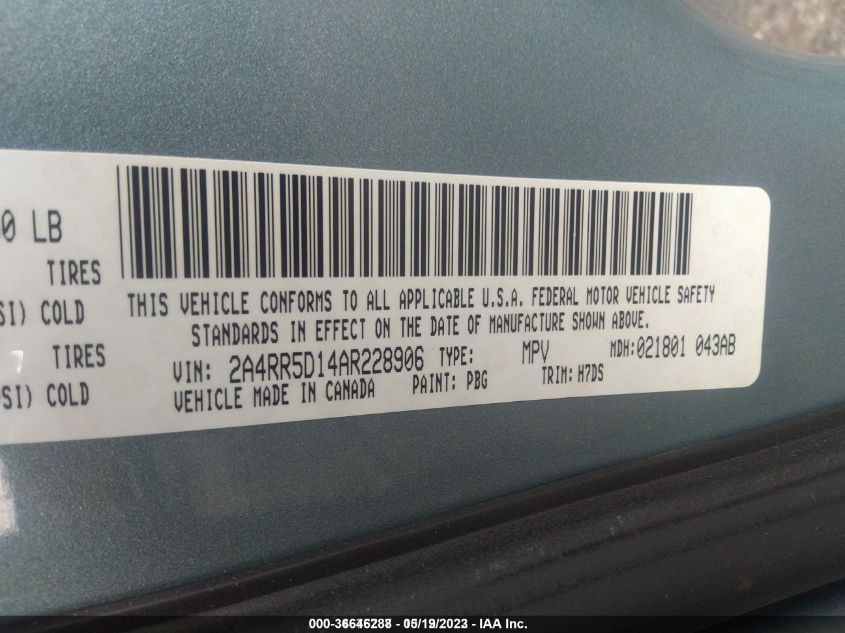 0 LB
TIRES
SI) COLD
TIRES
PSI) COLD
THIS VEHICLE CONFORMS TO ALL APPLICABLE U.S.A. FEDERAL MOTOR VEHICLE SAFETY
STANDARDS IN EFFECT ON THE DATE OF MANUFACTURE SHOWN ABOVE.
VIN: 2A4RR5D14AR228906 TYPE: MPV MDH:021801 043AB
VEHICLE MADE IN CANADA PAINT: PBG TRIM: H7DS
000-36646288 - 06/19/2023 - IAA Inc.